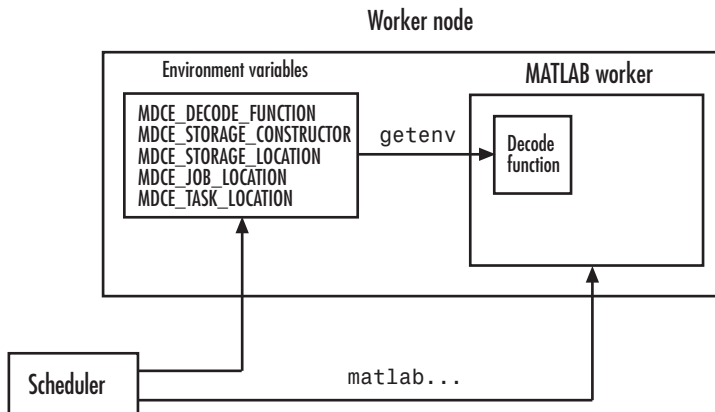 Worker node
Environment variables
MATLAB worker
MDCE_DECODE_FUNCTION
MDCE_STORAGE_CONSTRUCTOR
MDCE_STORAGE_LOCATION
MDCE_JOB_LOCATION
MDCE_TASK_LOCATION
getenv
Decode
function
Scheduler
matlab...